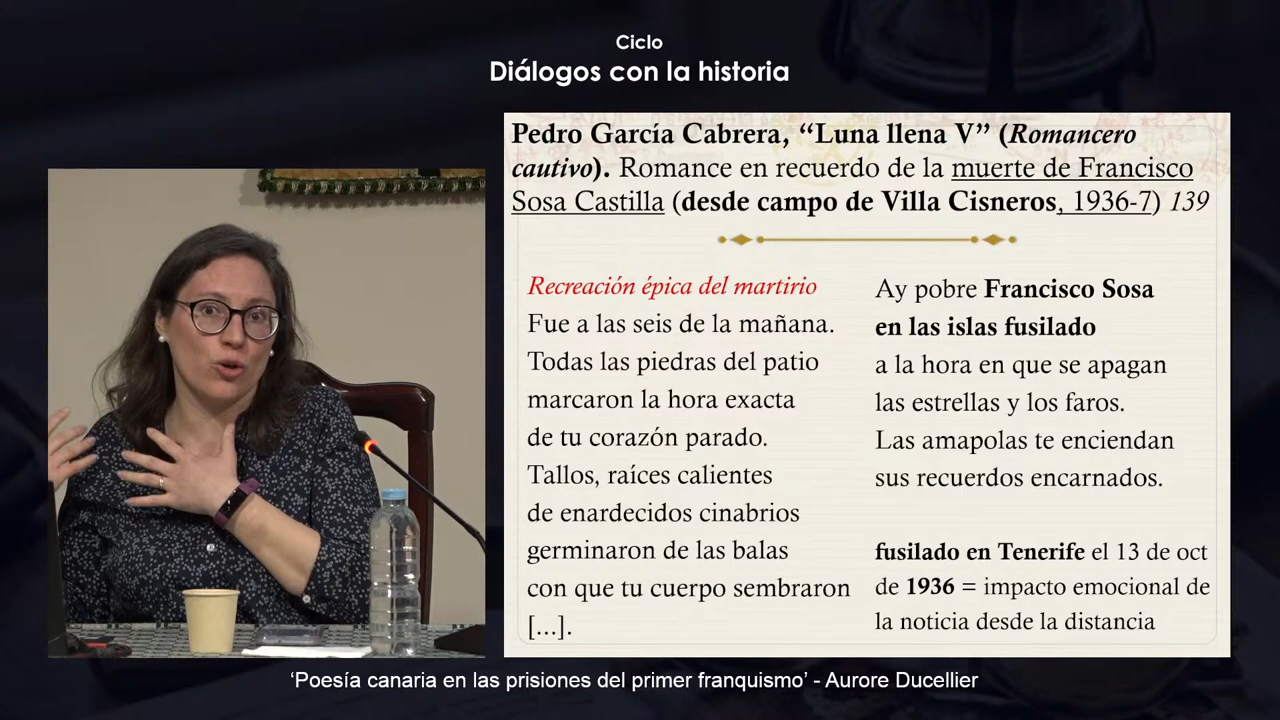 Ciclo
Diálogos con la historia
Pedro García Cabrera, “Luna llena V” (Romancero
cautivo). Romance en recuerdo de la muerte de Francisco
Sosa Castilla (desde campo de Villa Cisneros, 1936-7) 139
Recreación épica del martirio
Fue a las seis de la mañana.
Todas las piedras del patio
marcaron la hora exacta
de tu corazón parado.
Tallos, raíces calientes
de enardecidos cinabrios
germinaron de las balas
con que tu cuerpo sembraron
[...].
Ay pobre Francisco Sosa
en las islas fusilado
a la hora en que se apagan
las estrellas y los faros.
Las amapolas te enciendan
sus recuerdos encarnados.
fusilado en Tenerife el 13 de oct
de 1936 = impacto emocional de
la noticia desde la distancia
‘Poesía canaria en las prisiones del primer franquismo’ - Aurore Ducellier